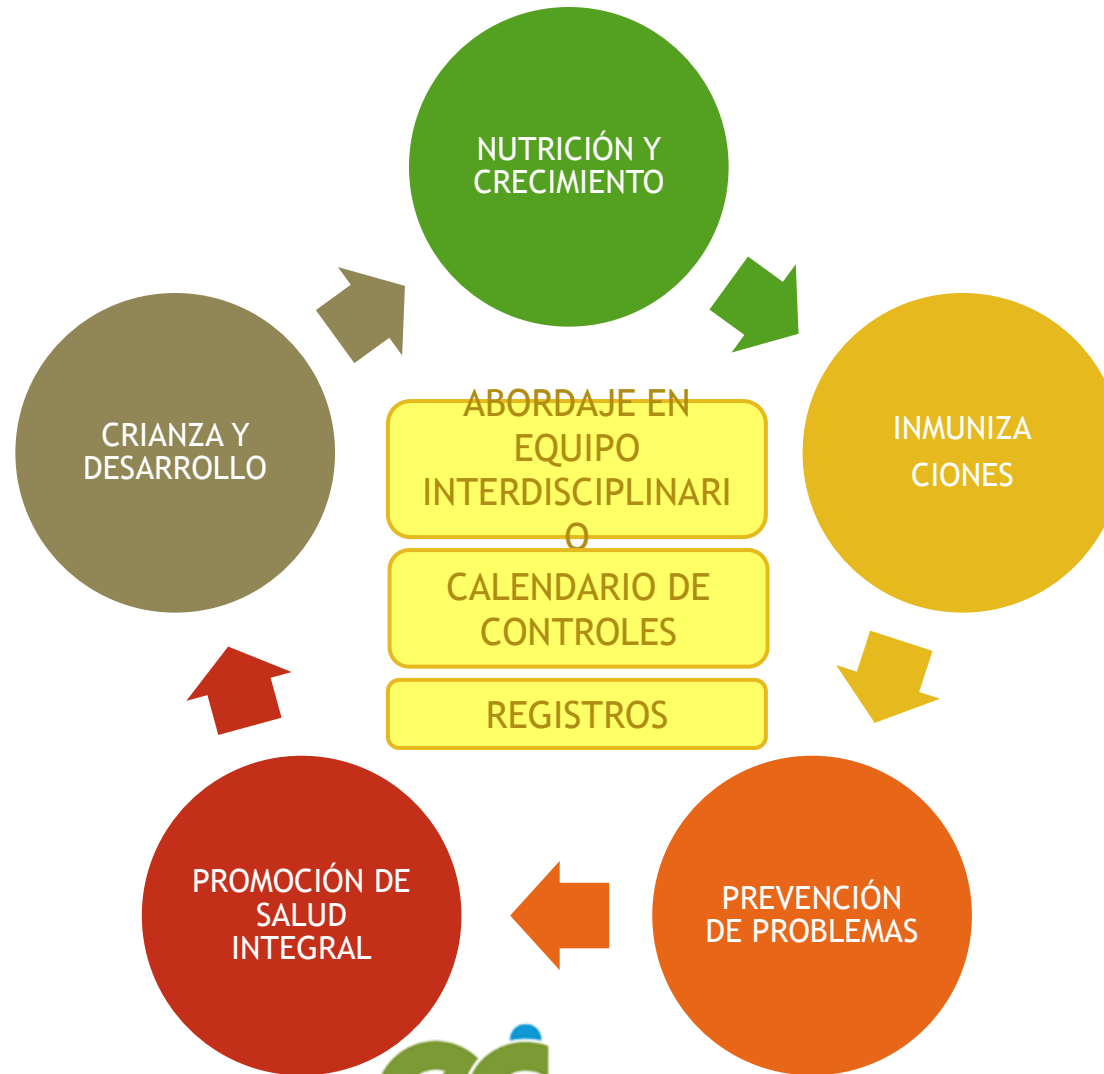 NUTRICIÓN Y
CRECIMIENTO
INMUNIZA
CIONES
PREVENCIÓN
DE PROBLEMAS
PROMOCIÓN DE
SALUD
INTEGRAL
CRIANZA Y
DESARROLLO
ABORDAJE EN
EQUIPO
INTERDISCIPLINARI
O
CALENDARIO DE
CONTROLES
REGISTROS